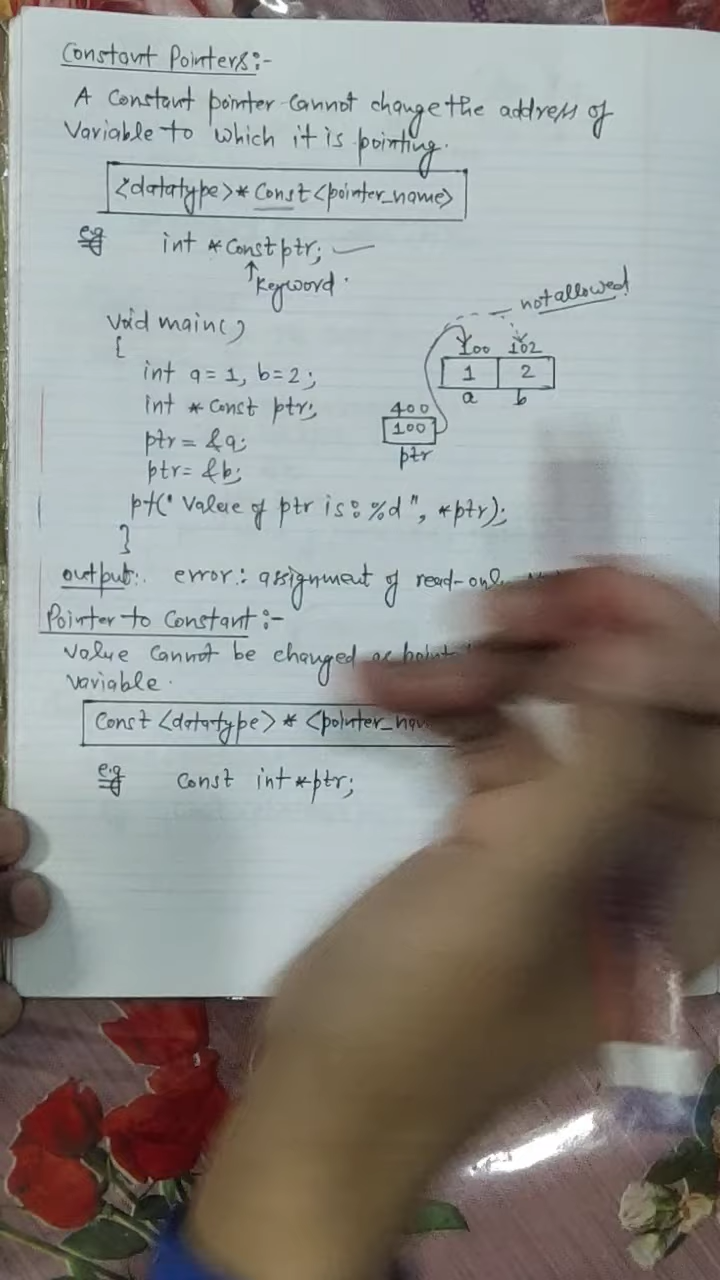 Constant Pointers:-
A Constant pointer cannot change the address of
Variable to which it is pointing.
<datatype>* Const <pointer_name>
eg int * Const ptr;
keyword.
not allowed
void main()
{
100 102
int a = 1, b = 2;
1 2
a b
int * Const ptr;
400
100
ptr
ptr = &a;
ptr = &b;
pf(" Value of ptr is: %d", *ptr);
}
output:. error: assignment of read-only
Pointer to Constant:-
Value Cannot be changed
variable.
Const <datatype> * <pointer_na
e.g Const int *ptr;